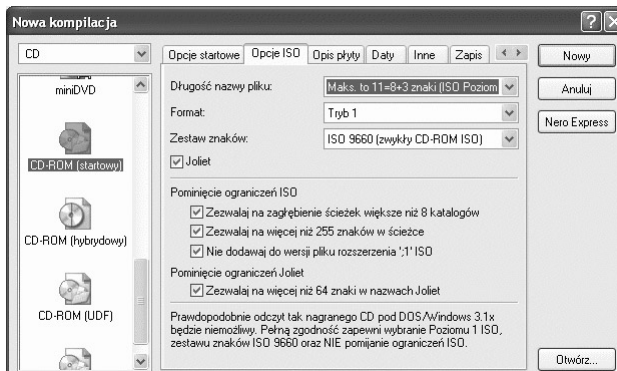 Nowa kompilacja
CD
miniDVD
CD-ROM (startowy)
CD-ROM (hybrydowy)
CD-ROM (UDF)
Opcje startowe Opcje ISO Opis płyty Daty Inne Zapis
Długość nazwy pliku: Maks. to 11=8+3 znaki (ISO Poziom
Format: Tryb 1
Zestaw znaków: ISO 9660 (zwykły CD-ROM ISO)
Joliet
Pominięcie ograniczeń ISO
Zezwalaj na zagłębienie ścieżek większe niż 8 katalogów
Zezwalaj na więcej niż 255 znaków w ścieżce
Nie dodawaj do wersji pliku rozszerzenia ';1' ISO
Pominięcie ograniczeń Joliet
Zezwalaj na więcej niż 64 znaki w nazwach Joliet
Prawdopodobnie odczyt tak nagranego CD pod DOS/Windows 3.1x
będzie niemożliwy. Pełną zgodność zapewni wybranie Poziomu 1 ISO,
zestawu znaków ISO 9660 oraz NIE pomijanie ograniczeń ISO.
Nowy
Anuluj
Nero Express
Otwórz...